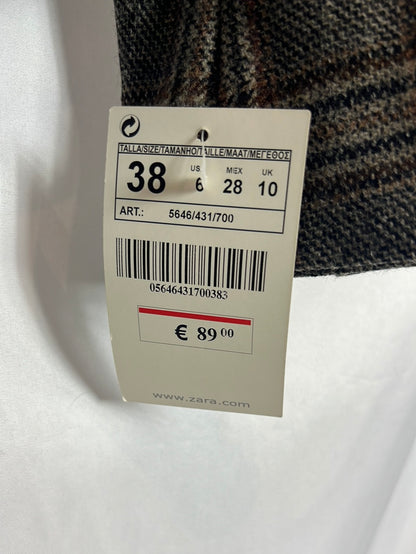 TALLA/SIZE/TAMANHO/TAILLE/MAAT/ΜΕΓΕΘΟΣ
38 US 6 MEX 28 UK 10
ART.: 5646/431/700
05646431700383
€ 89 00
www.zara.com